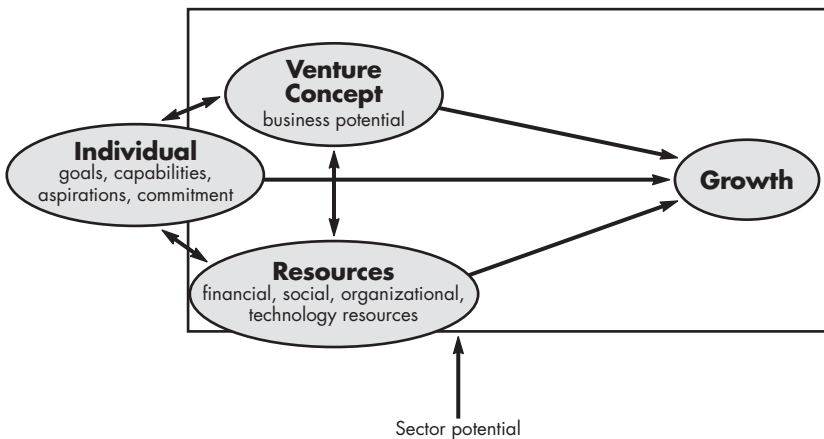 Venture
Concept
business potential
Individual
goals, capabilities,
aspirations, commitment
Growth
Resources
financial, social, organizational,
technology resources
Sector potential